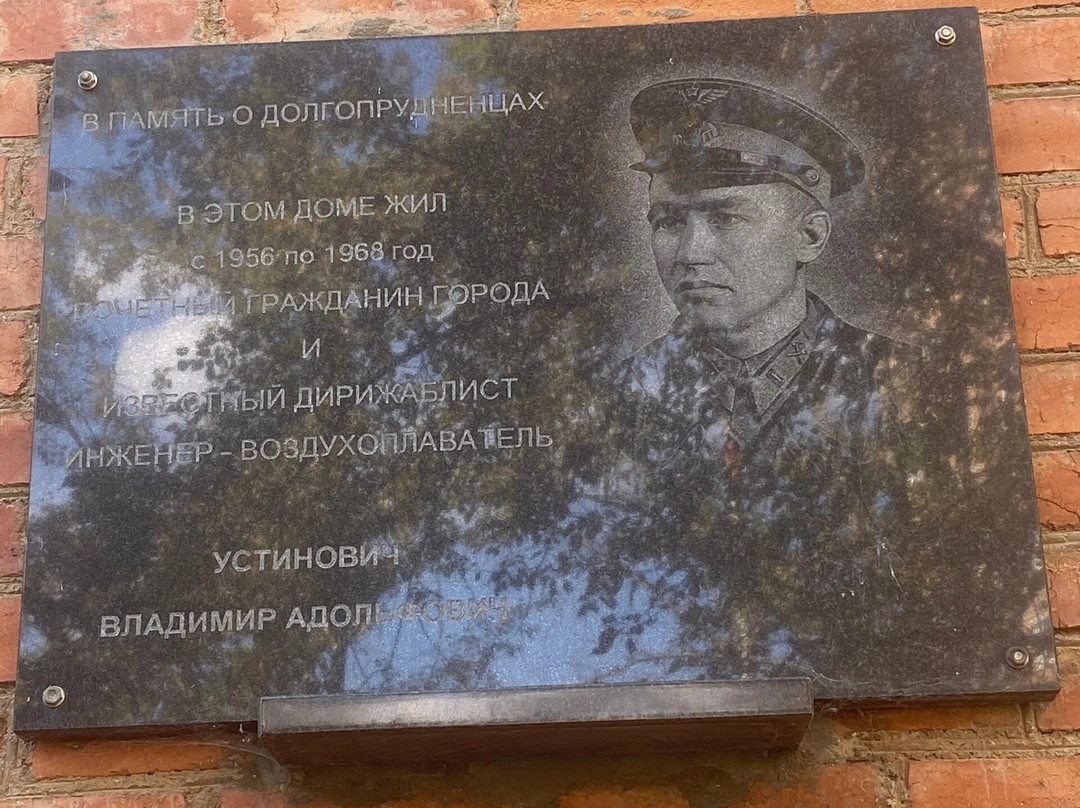 В ПАМЯТЬ О ДОЛГОПРУДНЕНЦАХ
В ЭТОМ ДОМЕ ЖИЛ
с 1956 по 1968 год
ПОЧЕТНЫЙ ГРАЖДАНИН ГОРОДА
И
ИЗВЕСТНЫЙ ДИРИЖАБЛИСТ
ИНЖЕНЕР - ВОЗДУХОПЛАВАТЕЛЬ
УСТИНОВИЧ
ВЛАДИМИР АДОЛЬФОВИЧ